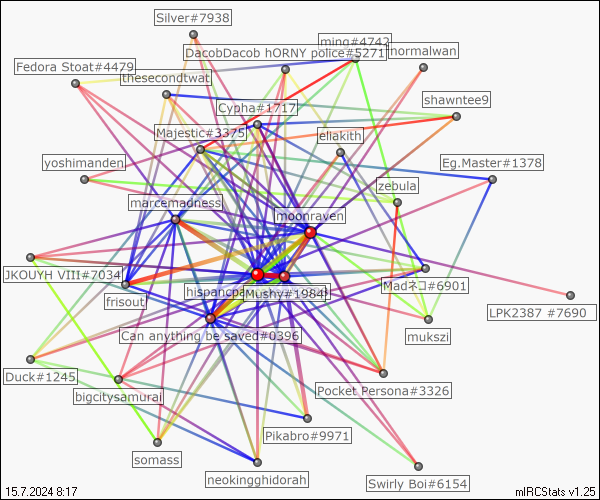 Silver#7938
ming#4742
DacobDacob hORNY police#5271
normalwan
Fedora Stoat#4479
thesecondtwat
shawntee9
Cypha#1717
Majestic#3375
eliakith
yoshimanden
Eg.Master#1378
zebula
marcemadness
moonraven
JKOUYH VIII#7034
Madネコ#6901
hispancpa
Mushy#1984
frisout
LPK2387 #7690
Can anything be saved#0396
mukszi
Duck#1245
Pocket Persona#3326
bigcitysamurai
Pikabro#9971
somass
neokingghidorah
Swirly Boi#6154
15.7.2024 8:17
mIRCStats v1.25